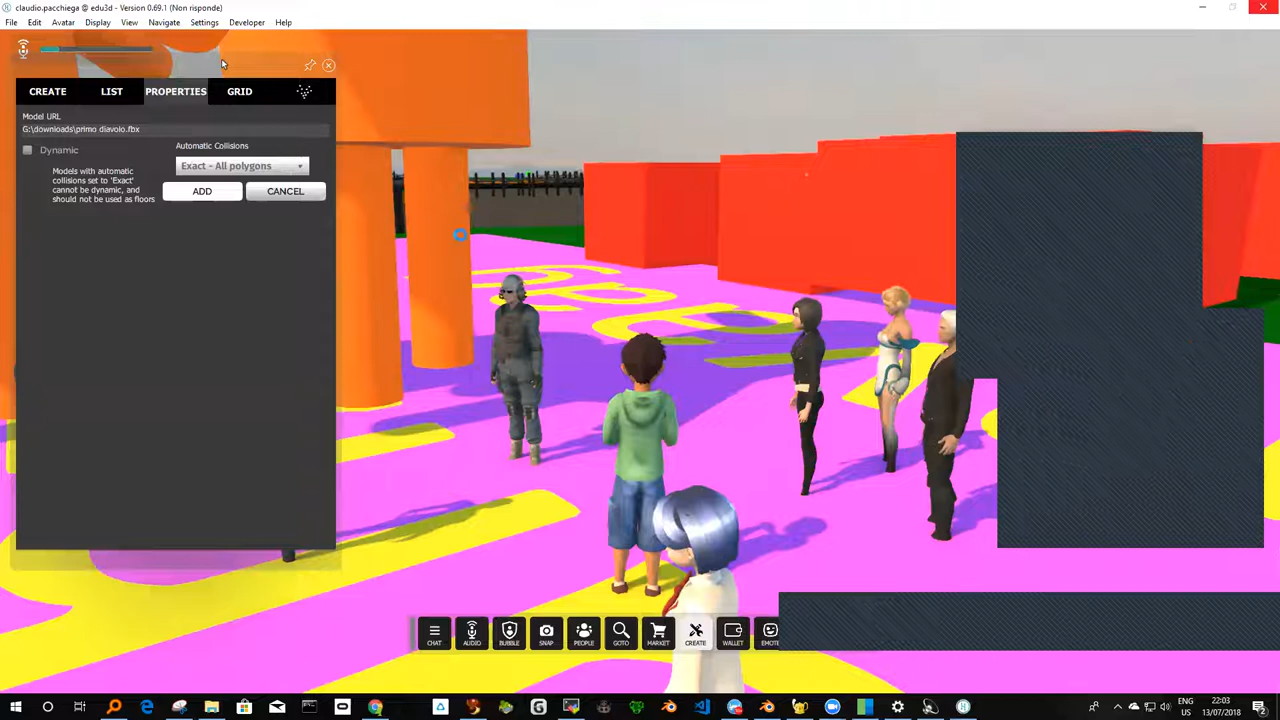 claudio.pacchiega @ edu3d - Version 0.69.1 (Non risponde)
File Edit Avatar Display View Navigate Settings Developer Help
CREATE LIST PROPERTIES GRID
Model URL
G:\downloads\primo diavolo.fbx
Automatic Collisions
Dynamic
Exact - All polygons
Models with automatic
collisions set to 'Exact'
cannot be dynamic, and
should not be used as floors
ADD CANCEL
CHAT AUDIO BUBBLE SNAP PEOPLE GOTO MARKET CREATE WALLET EMOTE
ENG
US
22:03
13/07/2018